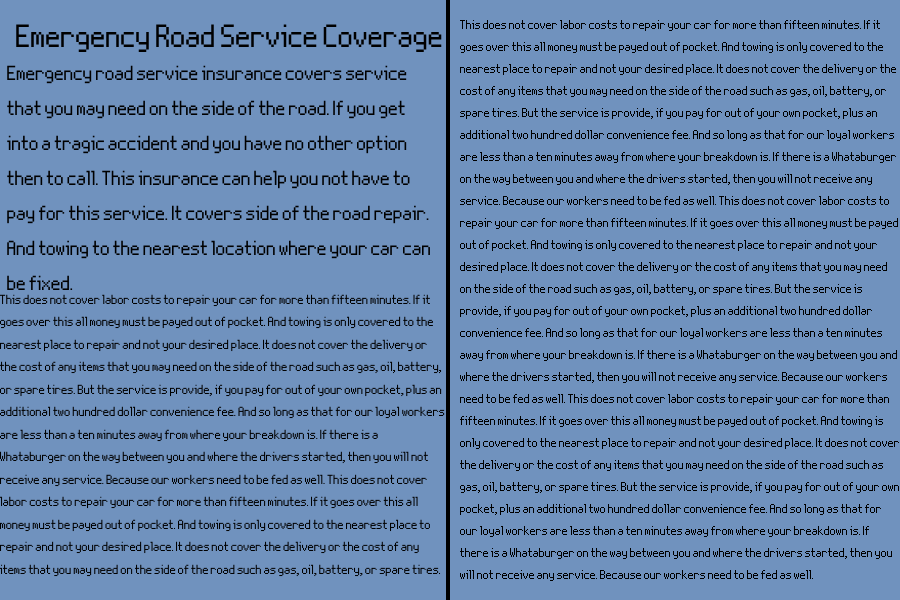 Emergency Road Service Coverage
Emergency road service insurance covers service
that you may need on the side of the road. If you get
into a tragic accident and you have no other option
then to call. This insurance can help you not have to
pay for this service. It covers side of the road repair.
And towing to the nearest location where your car can
be fixed.
This does not cover labor costs to repair your car for more than fifteen minutes. If it
goes over this all money must be payed out of pocket. And towing is only covered to the
nearest place to repair and not your desired place. It does not cover the delivery or
the cost of any items that you may need on the side of the road such as gas, oil, battery,
or spare tires. But the service is provide, if you pay for out of your own pocket, plus an
additional two hundred dollar convenience fee. And so long as that for our loyal workers
are less than a ten minutes away from where your breakdown is. If there is a
Whataburger on the way between you and where the drivers started, then you will not
receive any service. Because our workers need to be fed as well. This does not cover
labor costs to repair your car for more than fifteen minutes. If it goes over this all
money must be payed out of pocket. And towing is only covered to the nearest place to
repair and not your desired place. It does not cover the delivery or the cost of any
items that you may need on the side of the road such as gas, oil, battery, or spare tires.
This does not cover labor costs to repair your car for more than fifteen minutes. If it
goes over this all money must be payed out of pocket. And towing is only covered to the
nearest place to repair and not your desired place. It does not cover the delivery or the
cost of any items that you may need on the side of the road such as gas, oil, battery, or
spare tires. But the service is provide, if you pay for out of your own pocket, plus an
additional two hundred dollar convenience fee. And so long as that for our loyal workers
are less than a ten minutes away from where your breakdown is. If there is a Whataburger
on the way between you and where the drivers started, then you will not receive any
service. Because our workers need to be fed as well. This does not cover labor costs to
repair your car for more than fifteen minutes. If it goes over this all money must be payed
out of pocket. And towing is only covered to the nearest place to repair and not your
desired place. It does not cover the delivery or the cost of any items that you may need
on the side of the road such as gas, oil, battery, or spare tires. But the service is
provide, if you pay for out of your own pocket, plus an additional two hundred dollar
convenience fee. And so long as that for our loyal workers are less than a ten minutes
away from where your breakdown is. If there is a Whataburger on the way between you and
where the drivers started, then you will not receive any service. Because our workers
need to be fed as well. This does not cover labor costs to repair your car for more than
fifteen minutes. If it goes over this all money must be payed out of pocket. And towing is
only covered to the nearest place to repair and not your desired place. It does not cover
the delivery or the cost of any items that you may need on the side of the road such as
gas, oil, battery, or spare tires. But the service is provide, if you pay for out of your own
pocket, plus an additional two hundred dollar convenience fee. And so long as that for
our loyal workers are less than a ten minutes away from where your breakdown is. If
there is a Whataburger on the way between you and where the drivers started, then you
will not receive any service. Because our workers need to be fed as well.